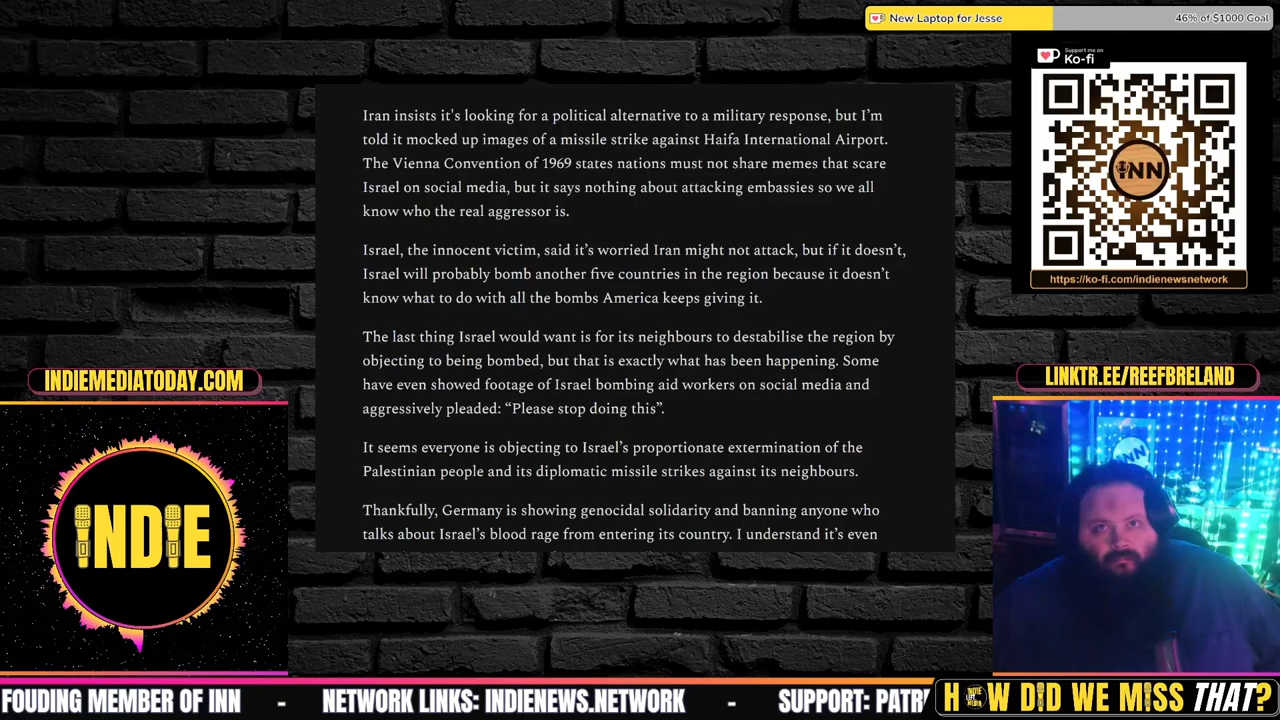 New Laptop for Jesse
46% of $1000 Goal
Support me on
Ko-fi
iNN
https://ko-fi.com/indienewsnetwork
Iran insists it's looking for a political alternative to a military response, but I’m
told it mocked up images of a missile strike against Haifa International Airport.
The Vienna Convention of 1969 states nations must not share memes that scare
Israel on social media, but it says nothing about attacking embassies so we all
know who the real aggressor is.
Israel, the innocent victim, said it’s worried Iran might not attack, but if it doesn’t,
Israel will probably bomb another five countries in the region because it doesn’t
know what to do with all the bombs America keeps giving it.
The last thing Israel would want is for its neighbours to destabilise the region by
objecting to being bombed, but that is exactly what has been happening. Some
have even showed footage of Israel bombing aid workers on social media and
aggressively pleaded: “Please stop doing this”.
It seems everyone is objecting to Israel’s proportionate extermination of the
Palestinian people and its diplomatic missile strikes against its neighbours.
Thankfully, Germany is showing genocidal solidarity and banning anyone who
talks about Israel’s blood rage from entering its country. I understand it’s even
INDIEMEDIATODAY.COM
INDIE
LINKTR.EE/REEFBRELAND
FOUDING MEMBER OF INN - NETWORK LINKS: INDIENEWS.NETWORK - SUPPORT: PATR
HOW DID WE MISS THAT?